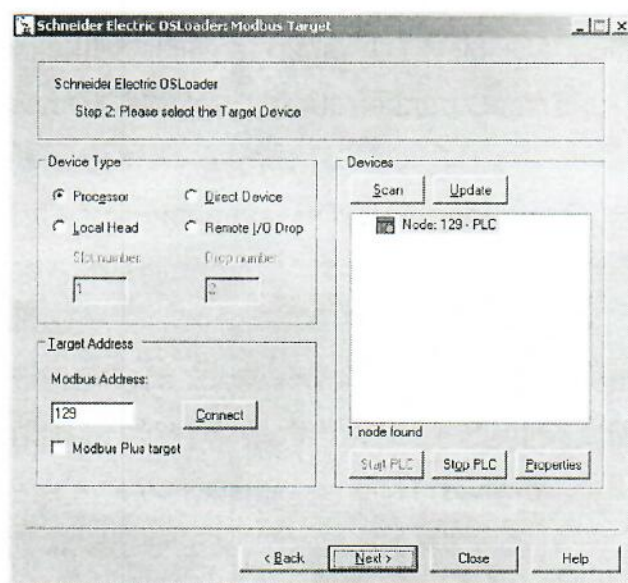 Schneider Electric OSLoader: Modbus Target
Schneider Electric OSLoader
Step 2: Please select the Target Device
Device Type
Processor
Direct Device
Local Head
Remote I/O Drop
Slot number:
Drop number
1
2
Target Address
Modbus Address:
129
Connect
Modbus Plus target
Devices
Scan
Update
Node: 129 - PLC
1 node found
Start PLC
Stop PLC
Properties
< Back
Next >
Close
Help